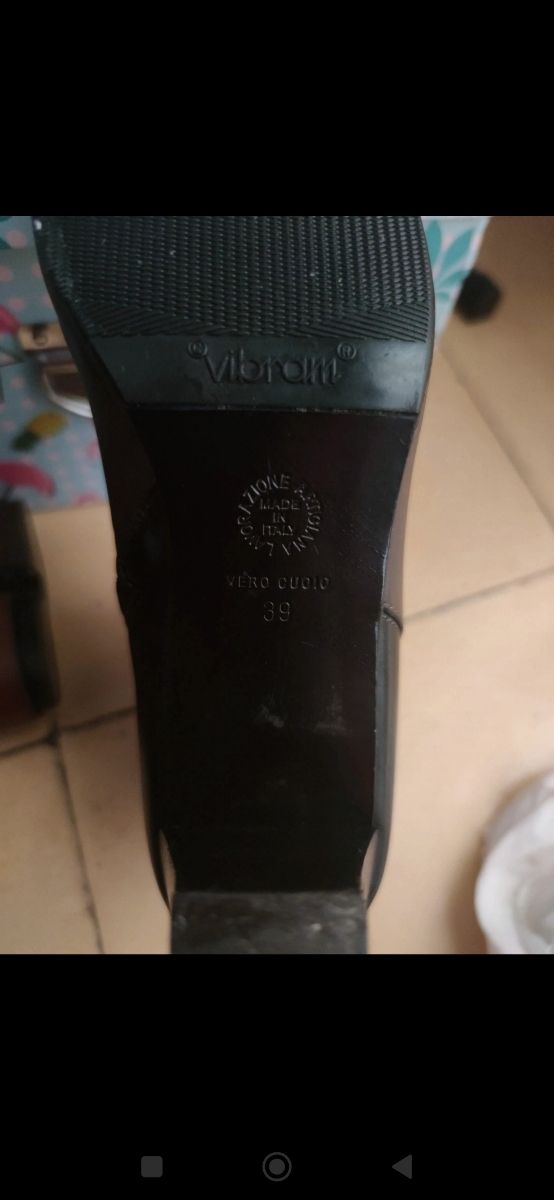 ®vibram®
LAVORAZIONE ARTIGIANA
MADE
IN
ITALY
VERO CUOIO
39